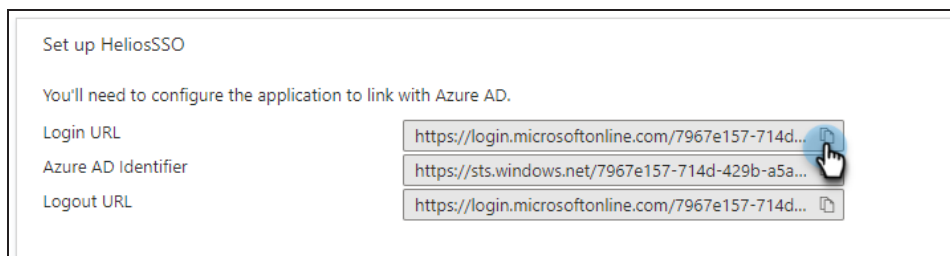 Set up HeliosSSO
You'll need to configure the application to link with Azure AD.
Login URL https://login.microsoftonline.com/7967e157-714d...
Azure AD Identifier https://sts.windows.net/7967e157-714d-429b-a5a...
Logout URL https://login.microsoftonline.com/7967e157-714d...